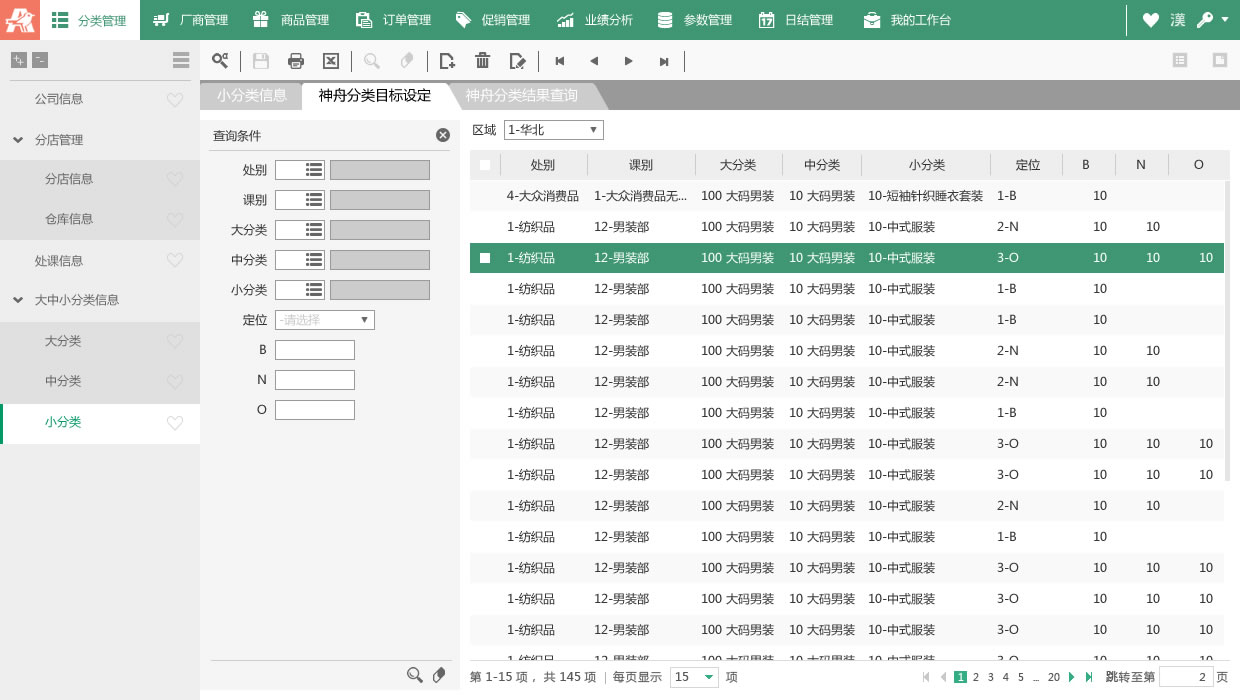 分类管理 厂商管理 商品管理 订单管理 促销管理 业绩分析 参数管理 17 日结管理 我的工作台 漢
公司信息
分店管理
分店信息
仓库信息
处课信息
大中小分类信息
大分类
中分类
小分类
小分类信息 神舟分类目标设定 神舟分类结果查询
查询条件
处别
课别
大分类
中分类
小分类
定位 -请选择
B
N
O
区域 1-华北
处别 课别 大分类 中分类 小分类 定位 B N O
4-大众消费品 1-大众消费品无... 100 大码男装 10 大码男装 10-短袖针织睡衣套装 1-B 10
1-纺织品 12-男装部 100 大码男装 10 大码男装 10-中式服装 2-N 10 10
1-纺织品 12-男装部 100 大码男装 10 大码男装 10-中式服装 3-O 10 10 10
1-纺织品 12-男装部 100 大码男装 10 大码男装 10-中式服装 1-B 10
1-纺织品 12-男装部 100 大码男装 10 大码男装 10-中式服装 1-B 10
1-纺织品 12-男装部 100 大码男装 10 大码男装 10-中式服装 2-N 10 10
1-纺织品 12-男装部 100 大码男装 10 大码男装 10-中式服装 2-N 10 10
1-纺织品 12-男装部 100 大码男装 10 大码男装 10-中式服装 1-B 10
1-纺织品 12-男装部 100 大码男装 10 大码男装 10-中式服装 3-O 10 10 10
1-纺织品 12-男装部 100 大码男装 10 大码男装 10-中式服装 3-O 10 10 10
1-纺织品 12-男装部 100 大码男装 10 大码男装 10-中式服装 2-N 10 10
1-纺织品 12-男装部 100 大码男装 10 大码男装 10-中式服装 1-B 10
1-纺织品 12-男装部 100 大码男装 10 大码男装 10-中式服装 3-O 10 10 10
1-纺织品 12-男装部 100 大码男装 10 大码男装 10-中式服装 3-O 10 10 10
1-纺织品 12-男装部 100 大码男装 10 大码男装 10-中式服装 3-O 10 10 10
1-纺织品 12-男装部 100 大码男装 10 大码男装 10-中式服装 3-O 10 10 10
第 1-15 项，共 145 项 | 每页显示 15 项 1 2 3 4 5 ... 20 跳转至第 2 页